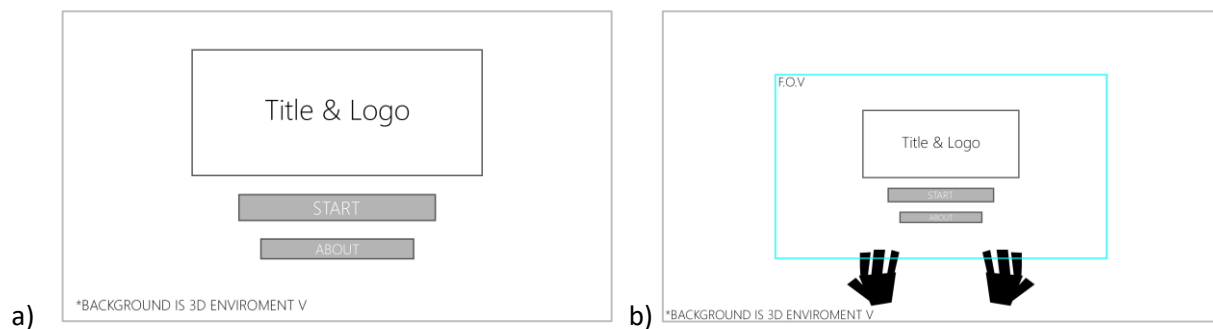 a)
Title & Logo
START
ABOUT
*BACKGROUND IS 3D ENVIROMENT V
b)
F.O.V
Title & Logo
START
ABOUT
*BACKGROUND IS 3D ENVIROMENT V